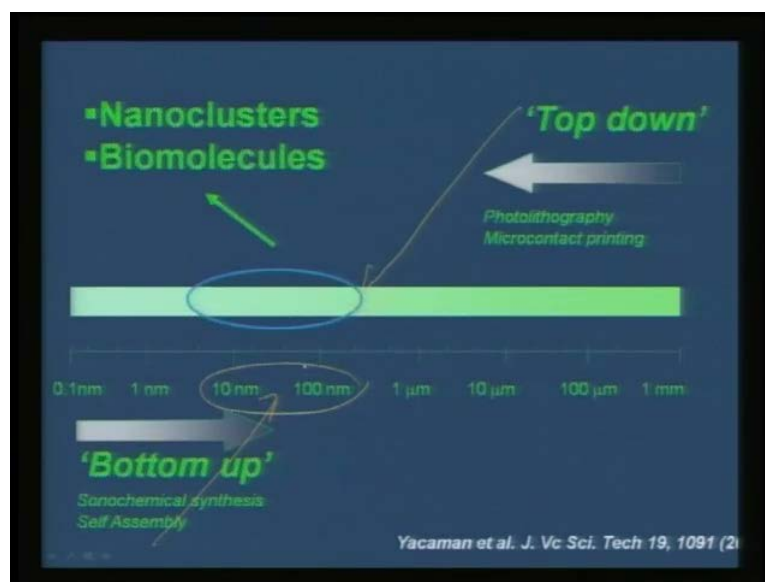 ▪Nanoclusters
▪Biomolecules
'Top down'
Photolithography
Microcontact printing
0.1nm 1 nm 10 nm 100 nm 1 μm 10 μm 100 μm 1 mm
'Bottom up'
Sonochemical synthesis
Self Assembly
Yacaman et al. J. Vc Sci. Tech 19, 1091 (20